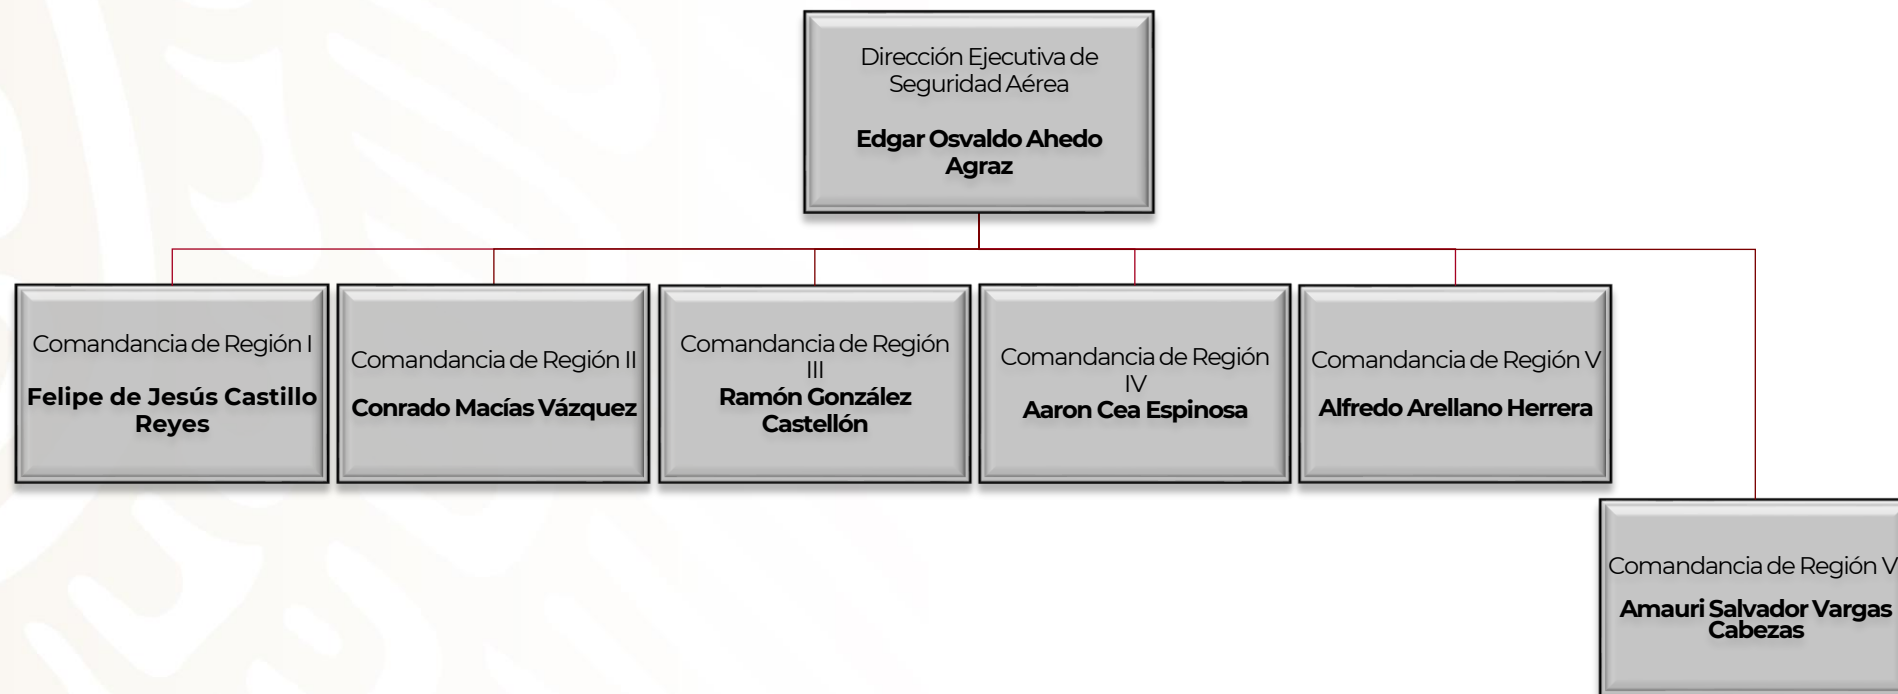 Dirección Ejecutiva de
Seguridad Aérea
Edgar Osvaldo Ahedo
Agraz
Comandancia de Región I
Felipe de Jesús Castillo
Reyes
Comandancia de Región II
Conrado Macías Vázquez
Comandancia de Región
III
Ramón González
Castellón
Comandancia de Región
IV
Aaron Cea Espinosa
Comandancia de Región V
Alfredo Arellano Herrera
Comandancia de Región V
Amauri Salvador Vargas
Cabezas